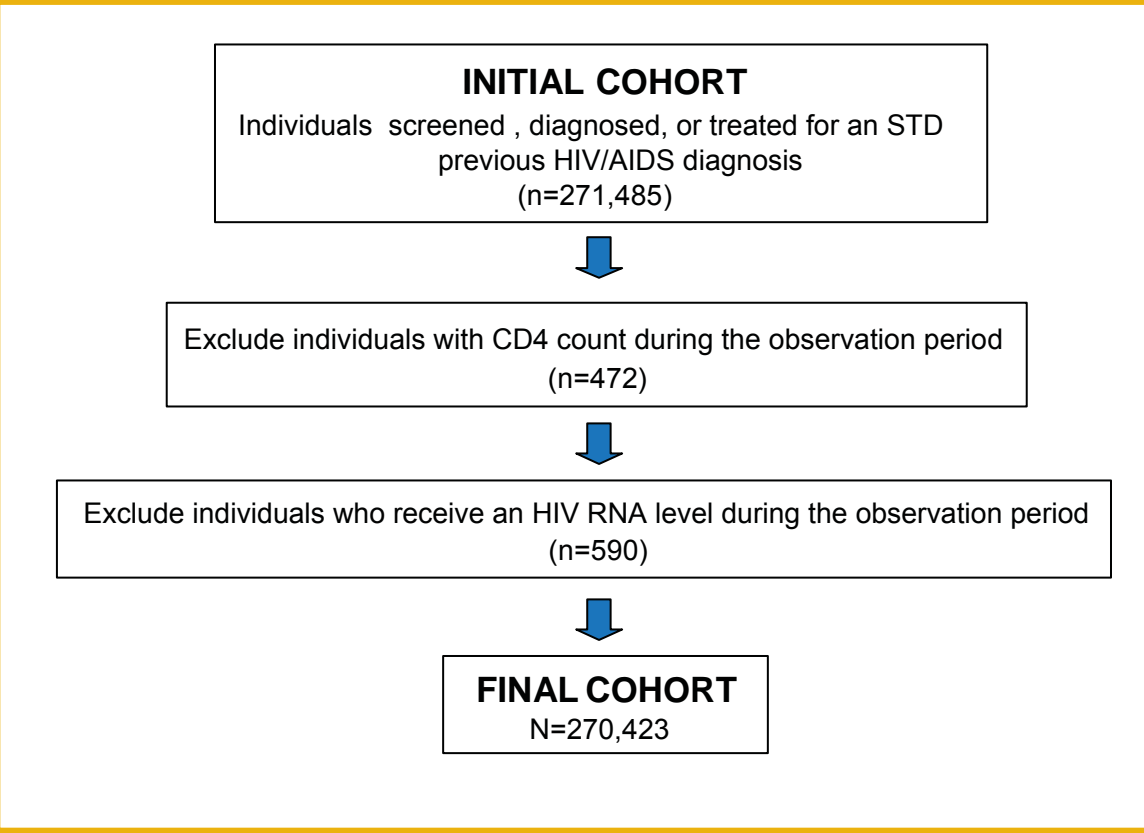 INITIAL COHORT
Individuals screened , diagnosed, or treated for an STD
previous HIV/AIDS diagnosis
(n=271,485)
Exclude individuals with CD4 count during the observation period
(n=472)
Exclude individuals who receive an HIV RNA level during the observation period
(n=590)
FINAL COHORT
N=270,423